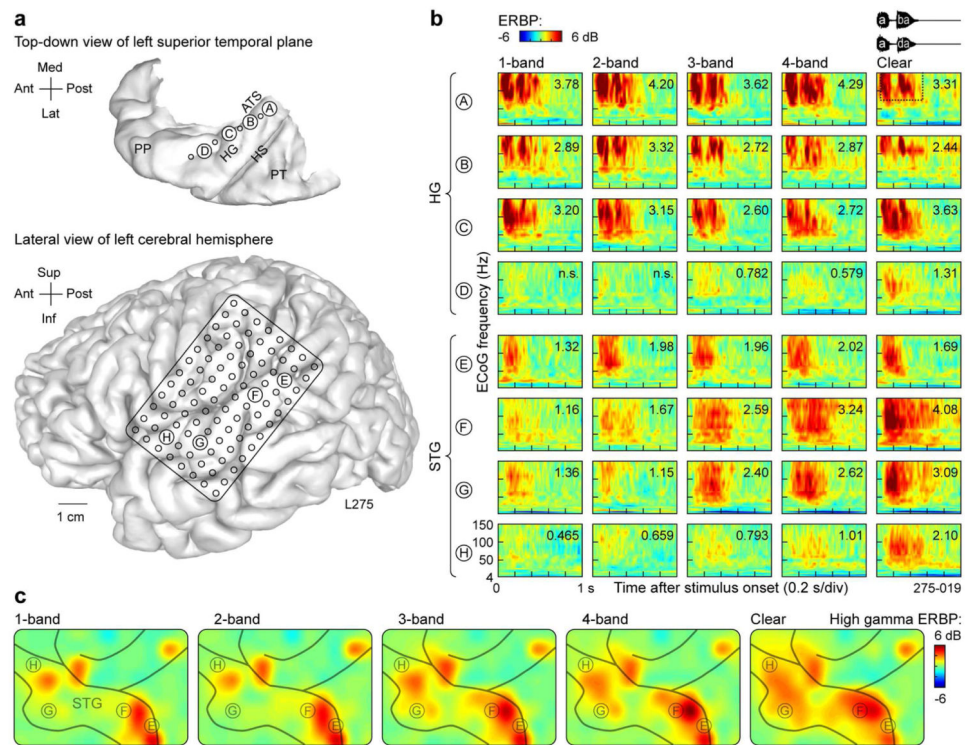 a
Top-down view of left superior temporal plane
Med
Ant Post
Lat
ATS
A
B
C
D
HG
HS
PP
PT
Lateral view of left cerebral hemisphere
Sup
Ant Post
Inf
E
F
G
H
L275
1 cm
b
ERBP:
-6 6 dB
a ba
a da
1-band 2-band 3-band 4-band Clear
HG
STG
ECoG frequency (Hz)
A 3.78 4.20 3.62 4.29 3.31
B 2.89 3.32 2.72 2.87 2.44
C 3.20 3.15 2.60 2.72 3.63
D n.s. n.s. 0.782 0.579 1.31
E 1.32 1.98 1.96 2.02 1.69
F 1.16 1.67 2.59 3.24 4.08
G 1.36 1.15 2.40 2.62 3.09
H 0.465 0.659 0.793 1.01 2.10
150
100
50
4
0 1 s Time after stimulus onset (0.2 s/div) 275-019
c
1-band 2-band 3-band 4-band Clear High gamma ERBP:
6 dB
-6
H G STG F E
H G F E
H G F E
H G F E
H G F E